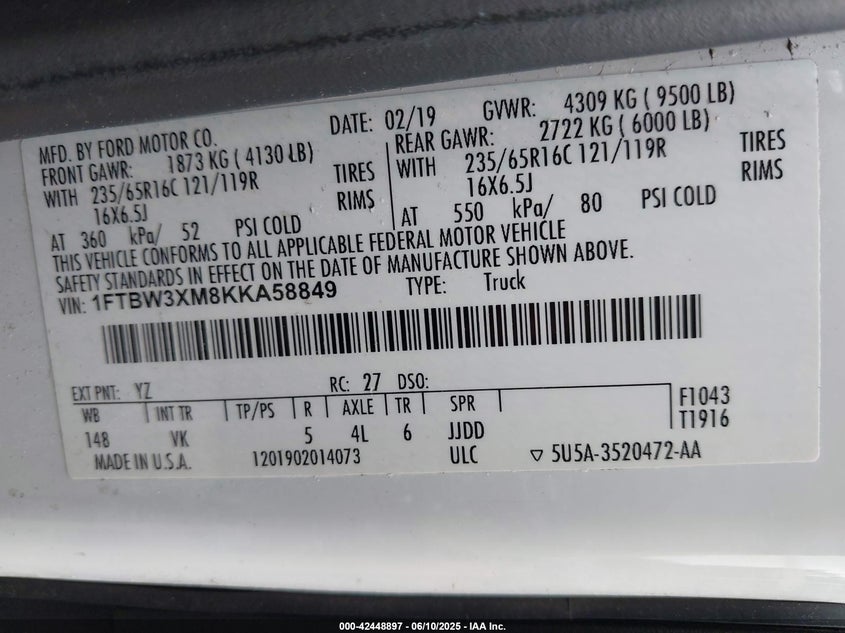 MFD. BY FORD MOTOR CO. DATE: 02/19 GVWR: 4309 KG ( 9500 LB)
FRONT GAWR: 1873 KG ( 4130 LB) REAR GAWR: 2722 KG ( 6000 LB)
WITH 235/65R16C 121/119R TIRES WITH 235/65R16C 121/119R TIRES
16X6.5J RIMS 16X6.5J RIMS
AT 360 kPa/ 52 PSI COLD AT 550 kPa/ 80 PSI COLD
THIS VEHICLE CONFORMS TO ALL APPLICABLE FEDERAL MOTOR VEHICLE
SAFETY STANDARDS IN EFFECT ON THE DATE OF MANUFACTURE SHOWN ABOVE.
VIN: 1FTBW3XM8KKA58849 TYPE: Truck
EXT PNT: YZ RC: 27 DSO:
WB INT TR TP/PS R AXLE TR SPR F1043
148 VK 5 4L 6 JJDD T1916
MADE IN U.S.A. 1201902014073 ULC ▽ 5U5A-3520472-AA
000-42448897 - 06/10/2025 - IAA Inc.